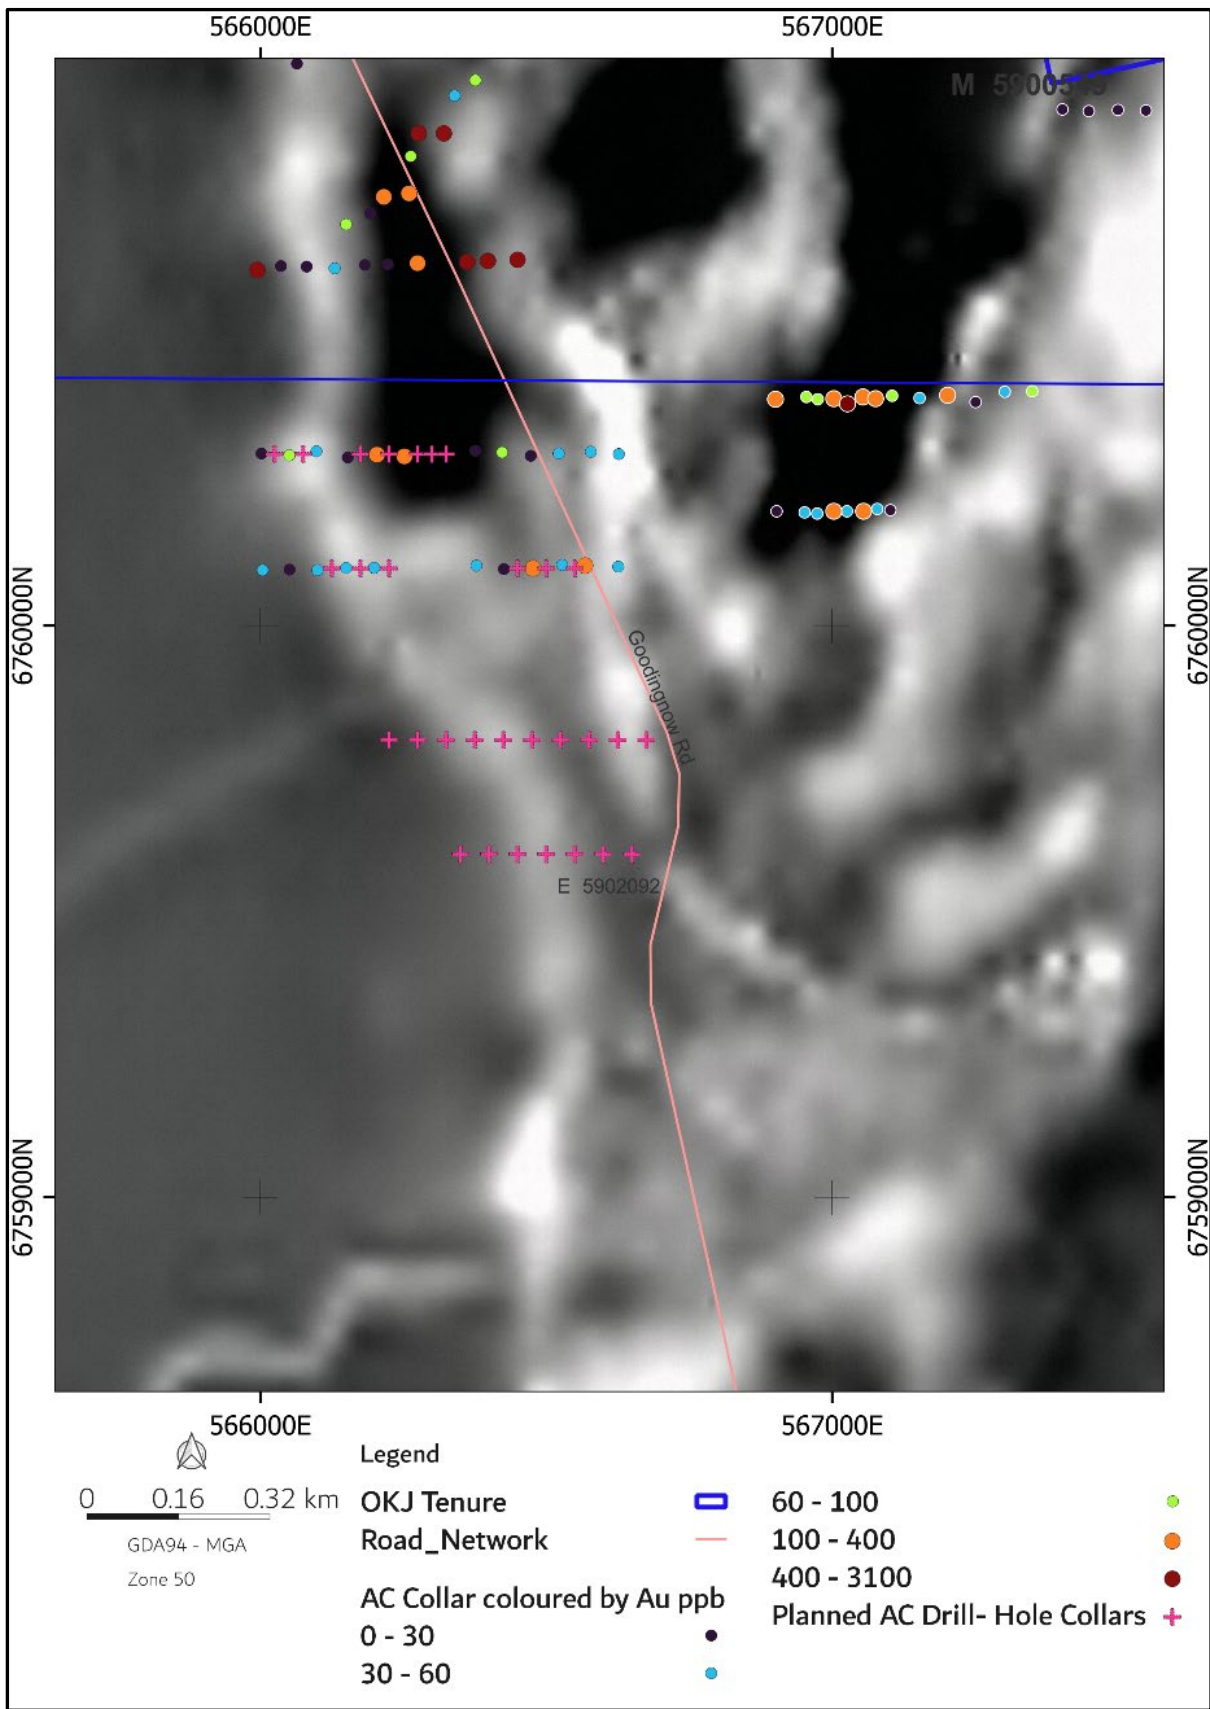 566000E 567000E
M 5900549
6760000N 6760000N
Goodingnow Rd
E 5902092
6759000N 6759000N
566000E 567000E
Legend
0 0.16 0.32 km
GDA94 - MGA
Zone 50
OKJ Tenure
Road_Network
AC Collar coloured by Au ppb
0 - 30
30 - 60
60 - 100
100 - 400
400 - 3100
Planned AC Drill- Hole Collars